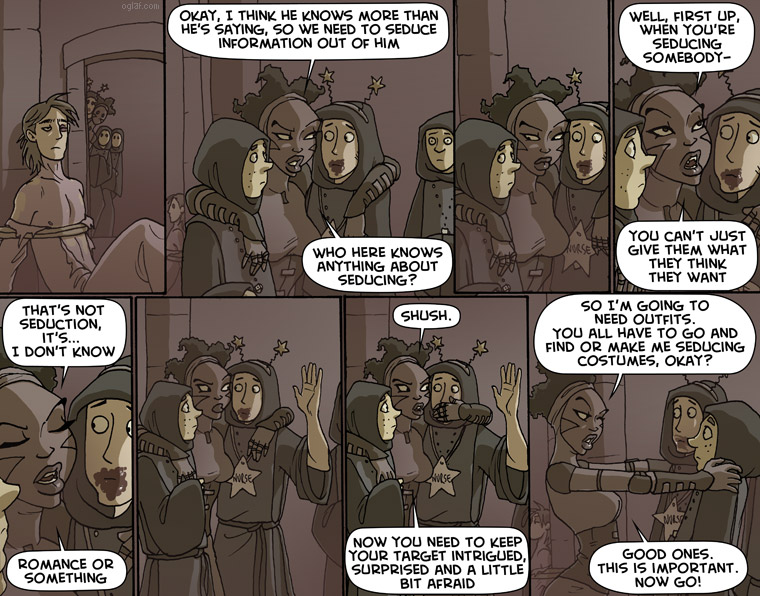 oglaf.com
OKAY, I THINK HE KNOWS MORE THAN
HE'S SAYING, SO WE NEED TO SEDUCE
INFORMATION OUT OF HIM
WHO HERE KNOWS
ANYTHING ABOUT
SEDUCING?
NURSE
WELL, FIRST UP,
WHEN YOU'RE
SEDUCING
SOMEBODY-
YOU CAN'T JUST
GIVE THEM WHAT
THEY THINK
THEY WANT
THAT'S NOT
SEDUCTION,
IT'S...
I DON'T KNOW
ROMANCE OR
SOMETHING
NURSE
SHUSH.
NURSE
NOW YOU NEED TO KEEP
YOUR TARGET INTRIGUED,
SURPRISED AND A LITTLE
BIT AFRAID
SO I'M GOING TO
NEED OUTFITS.
YOU ALL HAVE TO GO AND
FIND OR MAKE ME SEDUCING
COSTUMES, OKAY?
NURSE
GOOD ONES.
THIS IS IMPORTANT.
NOW GO!